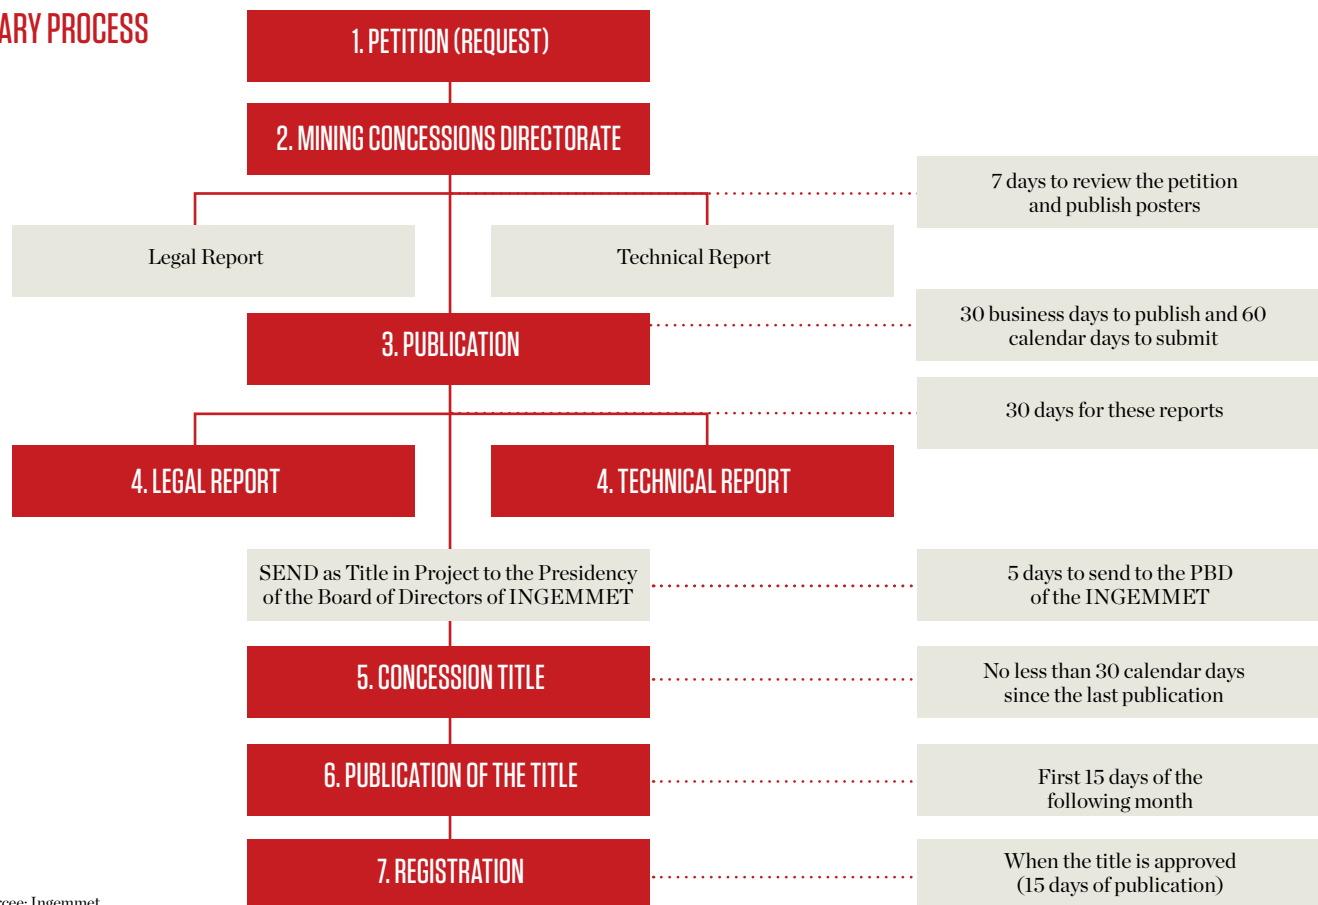 ARY PROCESS
1. PETITION (REQUEST)
2. MINING CONCESSIONS DIRECTORATE
7 days to review the petition
and publish posters
Legal Report
Technical Report
30 business days to publish and 60
calendar days to submit
3. PUBLICATION
30 days for these reports
4. LEGAL REPORT
4. TECHNICAL REPORT
SEND as Title in Project to the Presidency
of the Board of Directors of INGEMMET
5 days to send to the PBD
of the INGEMMET
5. CONCESSION TITLE
No less than 30 calendar days
since the last publication
6. PUBLICATION OF THE TITLE
First 15 days of the
following month
7. REGISTRATION
When the title is approved
(15 days of publication)
rcee: Ingemmet